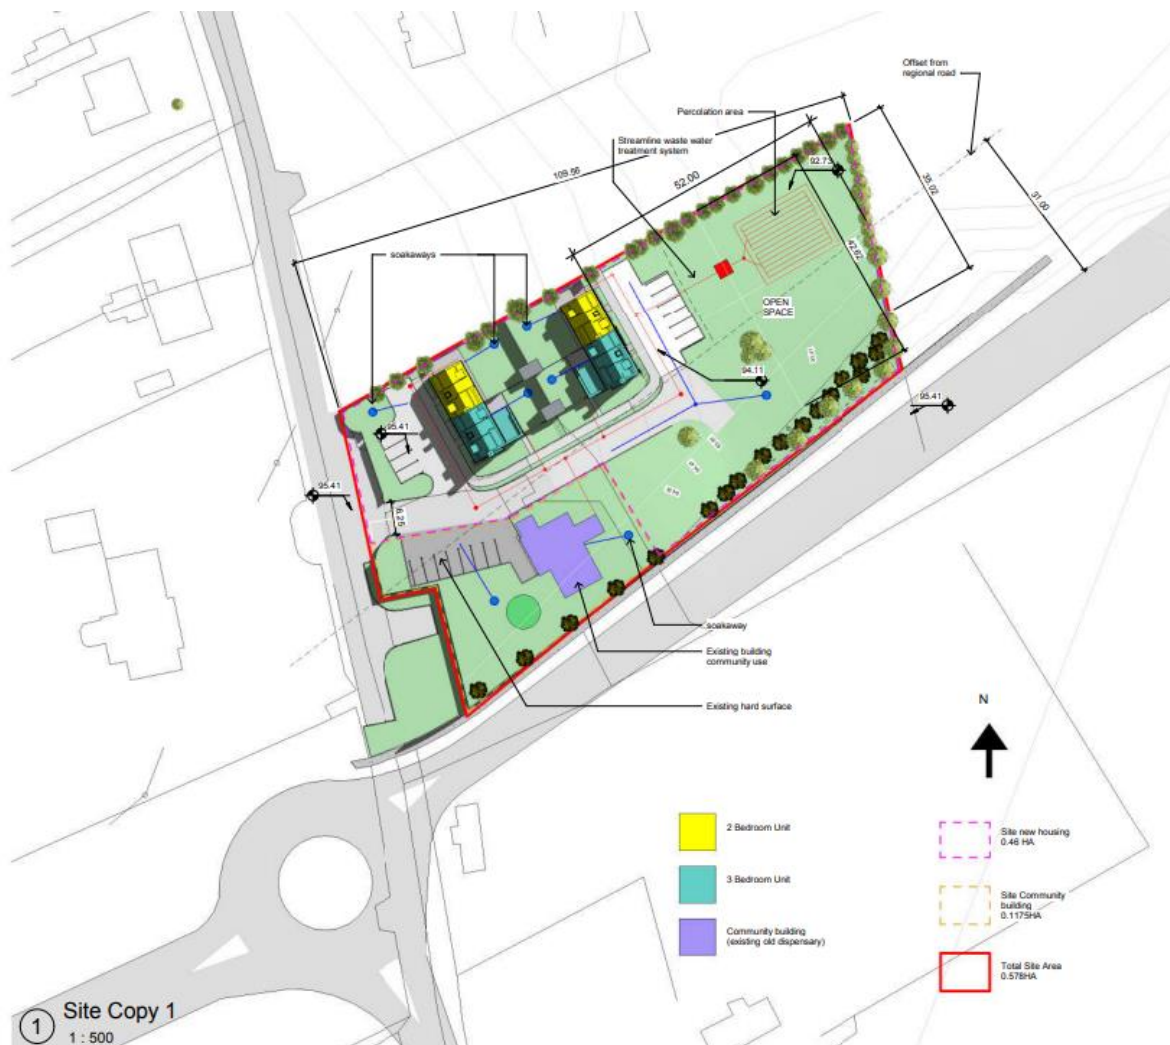 Offset from
regional road
Percolation area
Streamline waste water
treatment system
109.66
52.00
92.73
35.02
31.00
42.62
soakaways
OPEN
SPACE
94.11
95.41
95.41
95.41
6.25
soakaway
Existing building
community use
Existing hard surface
N
2 Bedroom Unit
3 Bedroom Unit
Community building
(existing old dispensary)
Site new housing
0.46 HA
Site Community
building
0.1175HA
Total Site Area
0.578HA
1
Site Copy 1
1 : 500